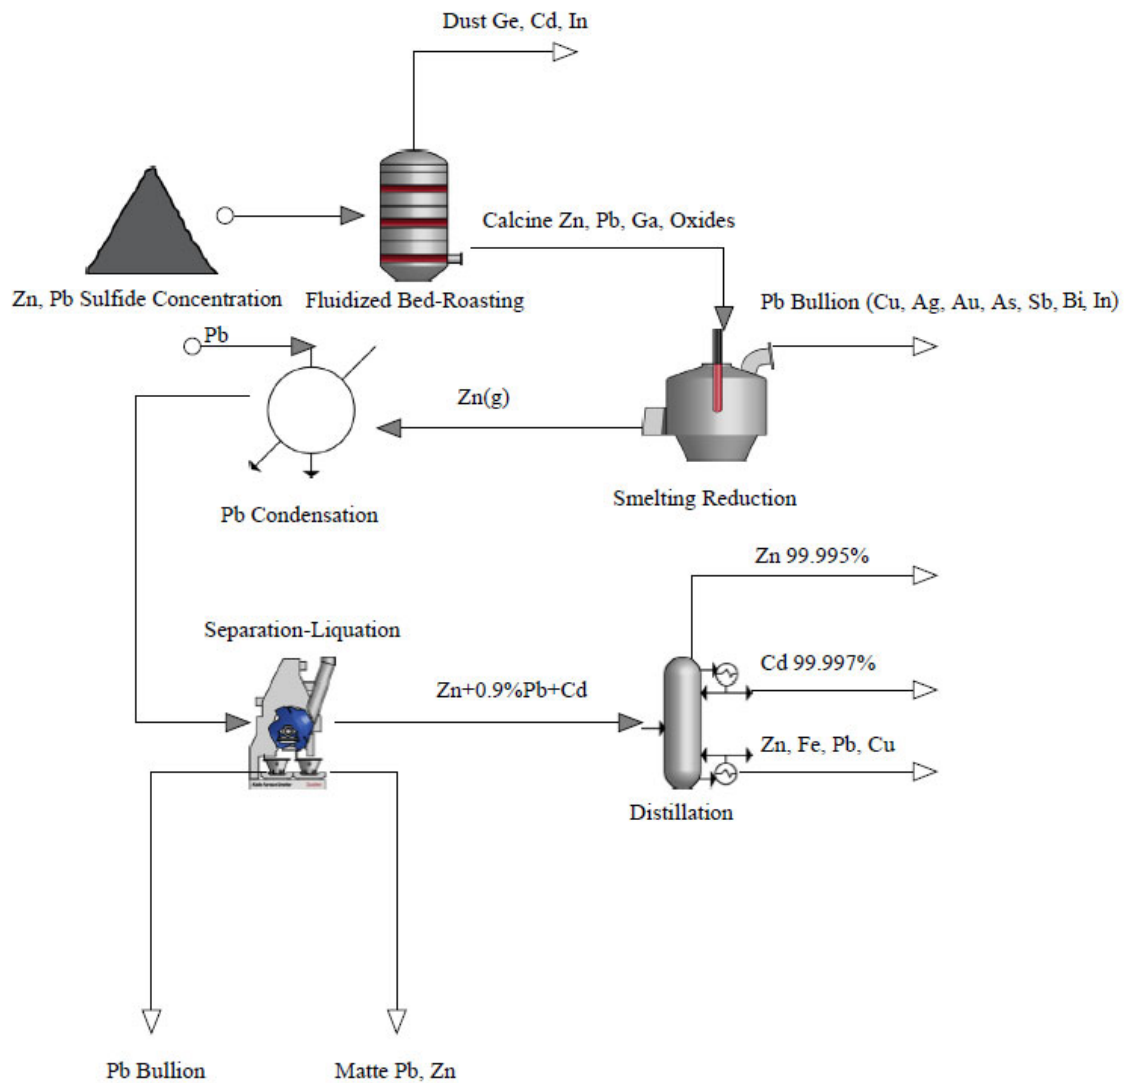 Dust Ge, Cd, In
Calcine Zn, Pb, Ga, Oxides
Zn, Pb Sulfide Concentration
Fluidized Bed-Roasting
Pb Bullion (Cu, Ag, Au, As, Sb, Bi, In)
Pb
Zn(g)
Smelting Reduction
Pb Condensation
Zn 99.995%
Separation-Liquation
Cd 99.997%
Zn+0.9%Pb+Cd
Zn, Fe, Pb, Cu
Distillation
Pb Bullion
Matte Pb, Zn